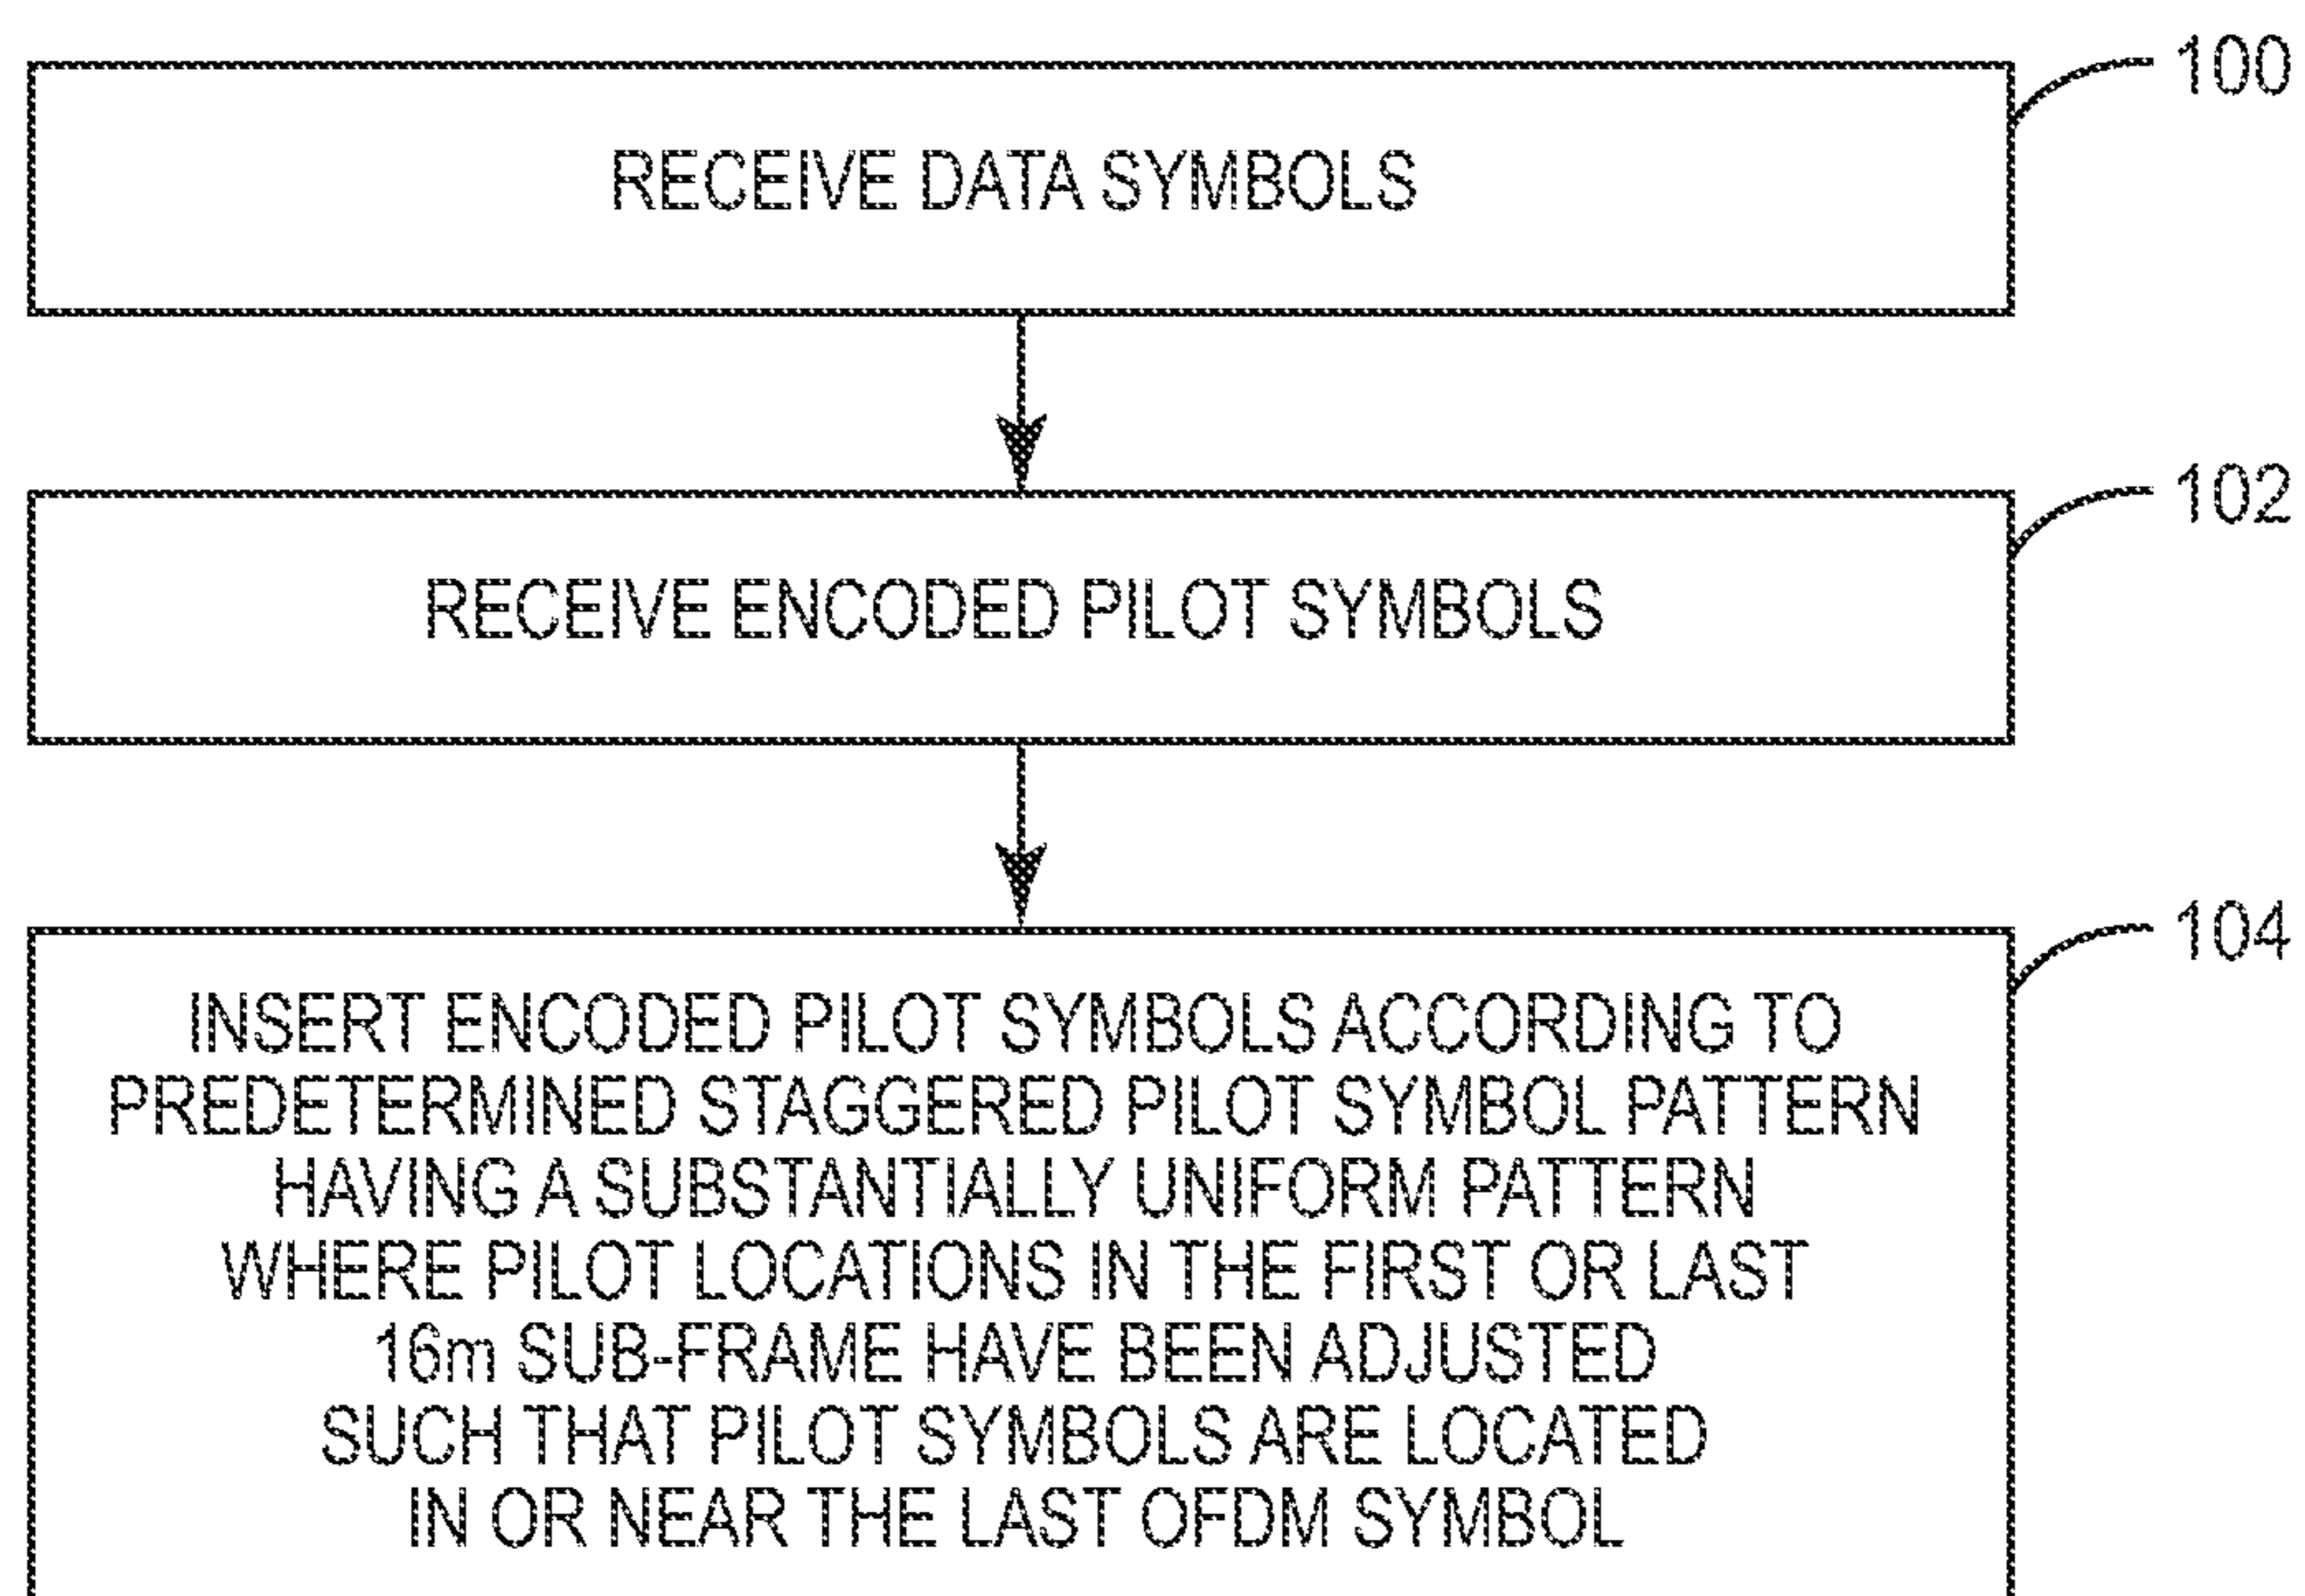 100
RECEIVE DATA SYMBOLS
102
RECEIVE ENCODED PILOT SYMBOLS
104
INSERT ENCODED PILOT SYMBOLS ACCORDING TO
PREDETERMINED STAGGERED PILOT SYMBOL PATTERN
HAVING A SUBSTANTIALLY UNIFORM PATTERN
WHERE PILOT LOCATIONS IN THE FIRST OR LAST
16m SUB-FRAME HAVE BEEN ADJUSTED
SUCH THAT PILOT SYMBOLS ARE LOCATED
IN OR NEAR THE LAST OFDM SYMBOL